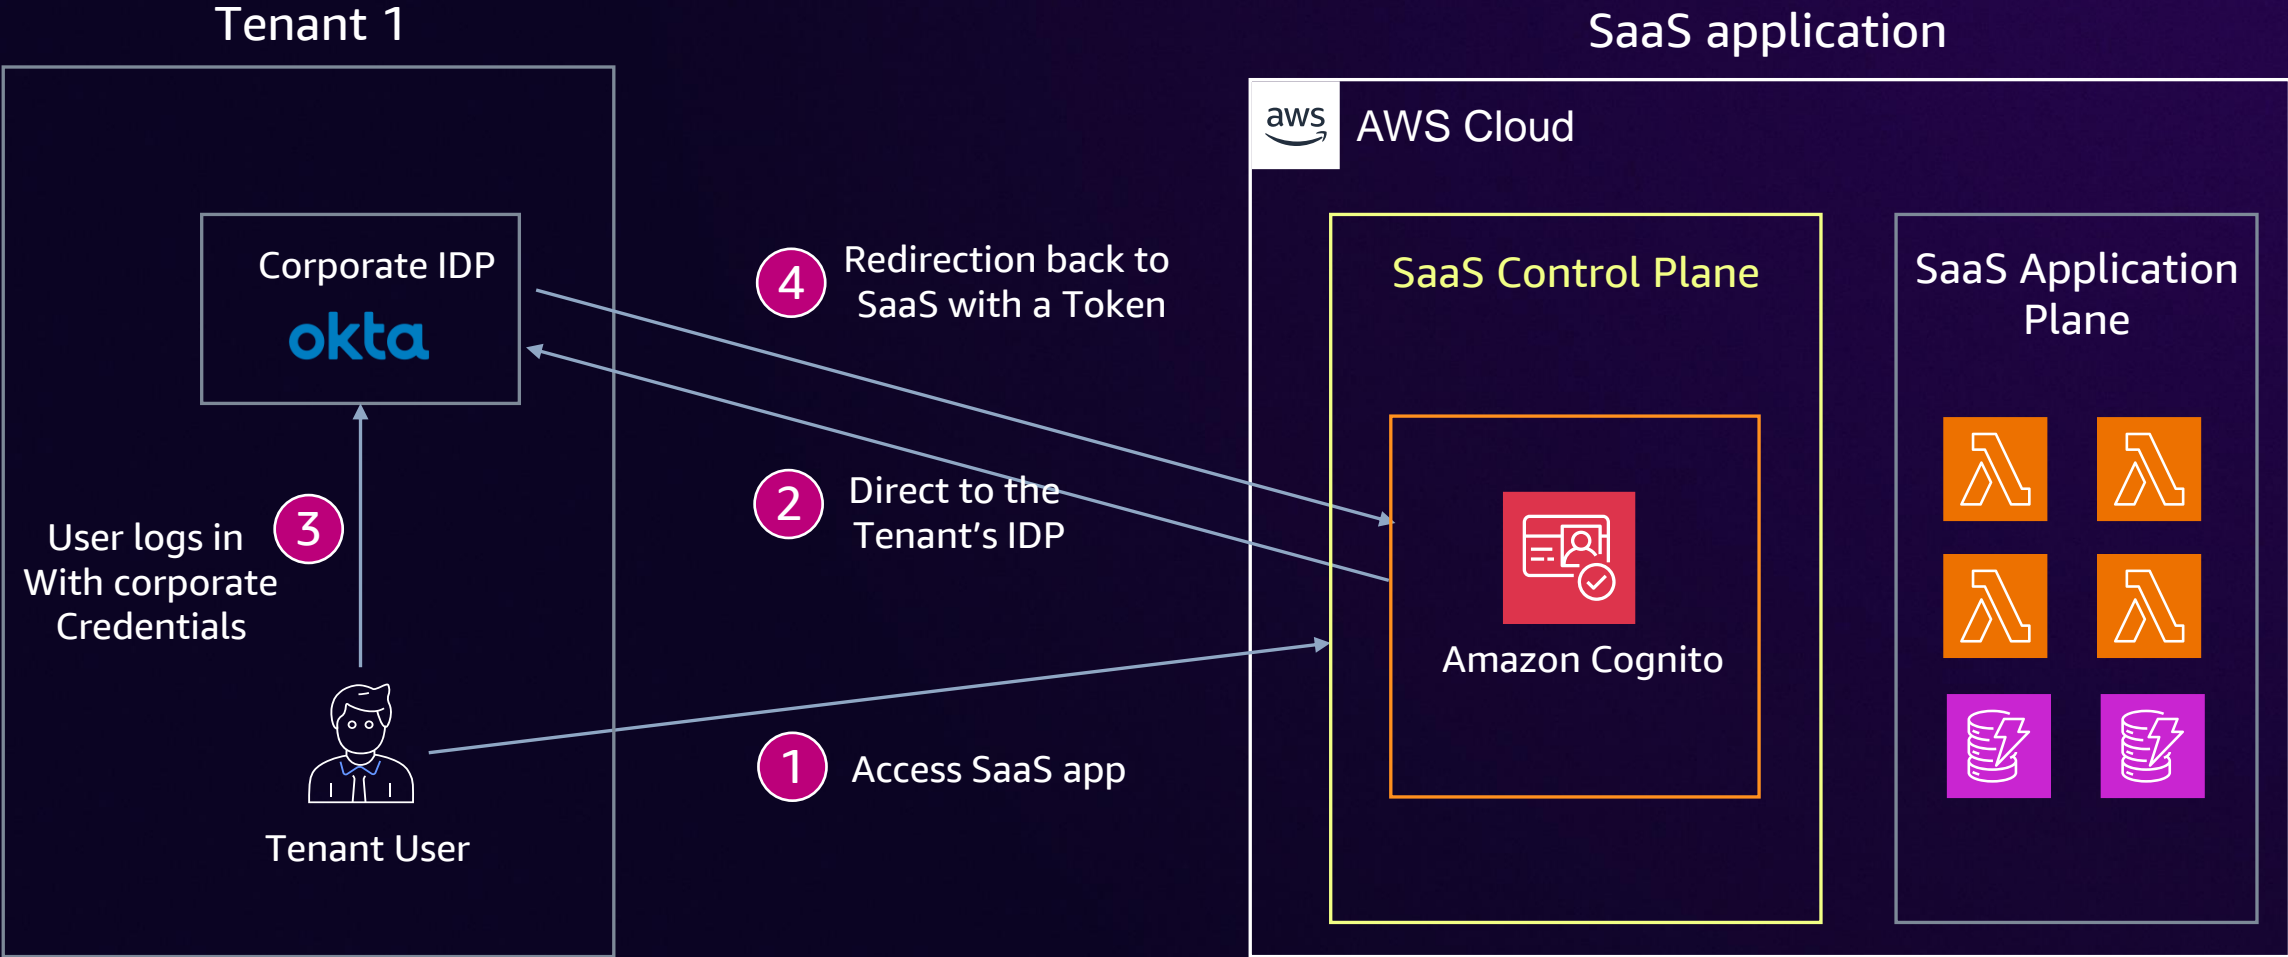 Tenant 1
SaaS application
aws
AWS Cloud
Corporate IDP
okta
4
Redirection back to
SaaS with a Token
SaaS Control Plane
SaaS Application
Plane
2
Direct to the
Tenant's IDP
3
User logs in
With corporate
Credentials
Amazon Cognito
1
Access SaaS app
Tenant User